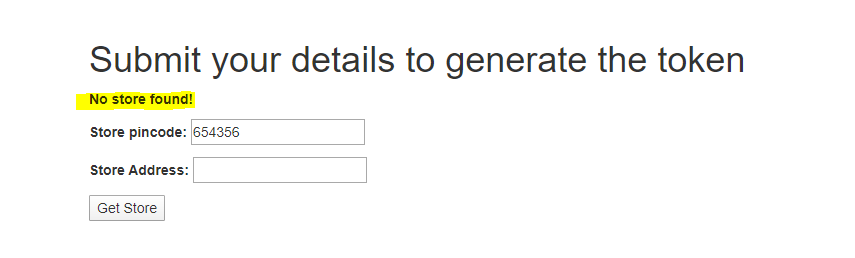 Submit your details to generate the token
No store found!
Store pincode: 654356
Store Address:
Get Store